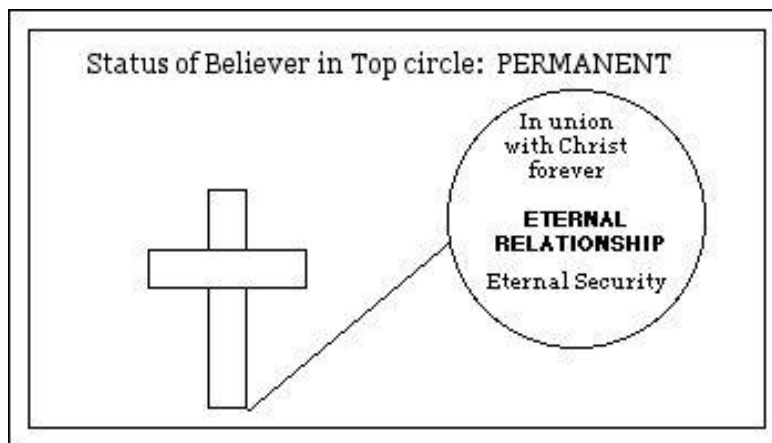 Status of Believer in Top circle: PERMANENT
In union
with Christ
forever
ETERNAL
RELATIONSHIP
Eternal Security